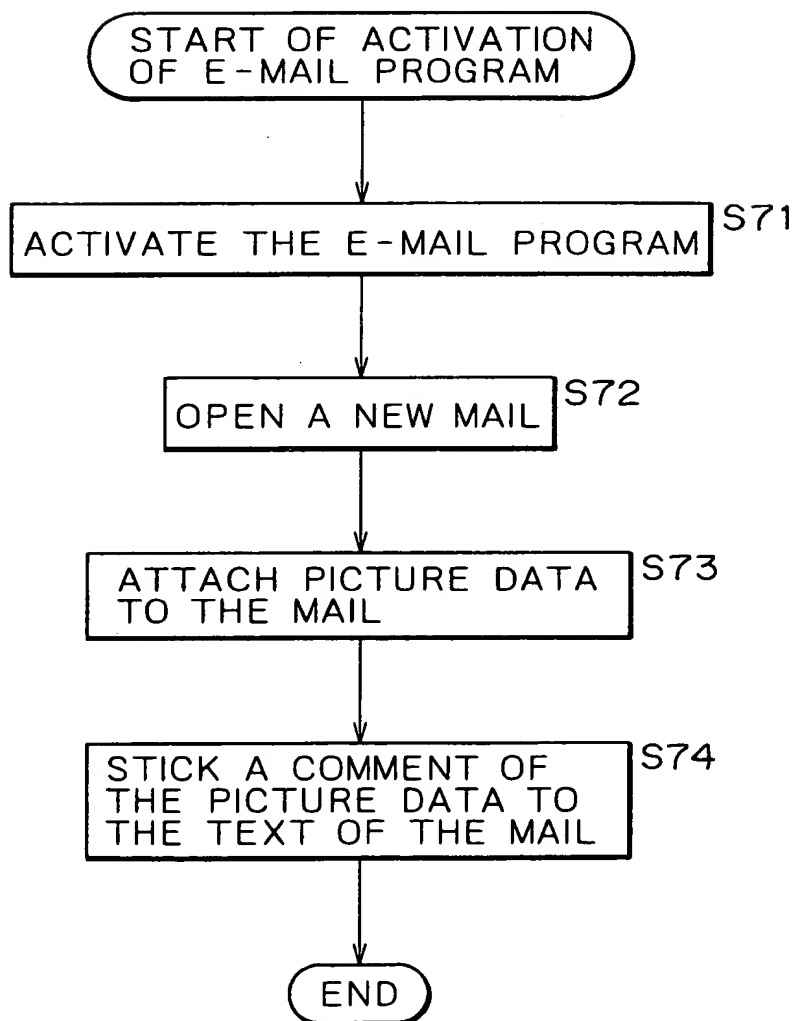 START OF ACTIVATION
OF E-MAIL PROGRAM
S71
ACTIVATE THE E-MAIL PROGRAM
S72
OPEN A NEW MAIL
S73
ATTACH PICTURE DATA
TO THE MAIL
S74
STICK A COMMENT OF
THE PICTURE DATA TO
THE TEXT OF THE MAIL
END